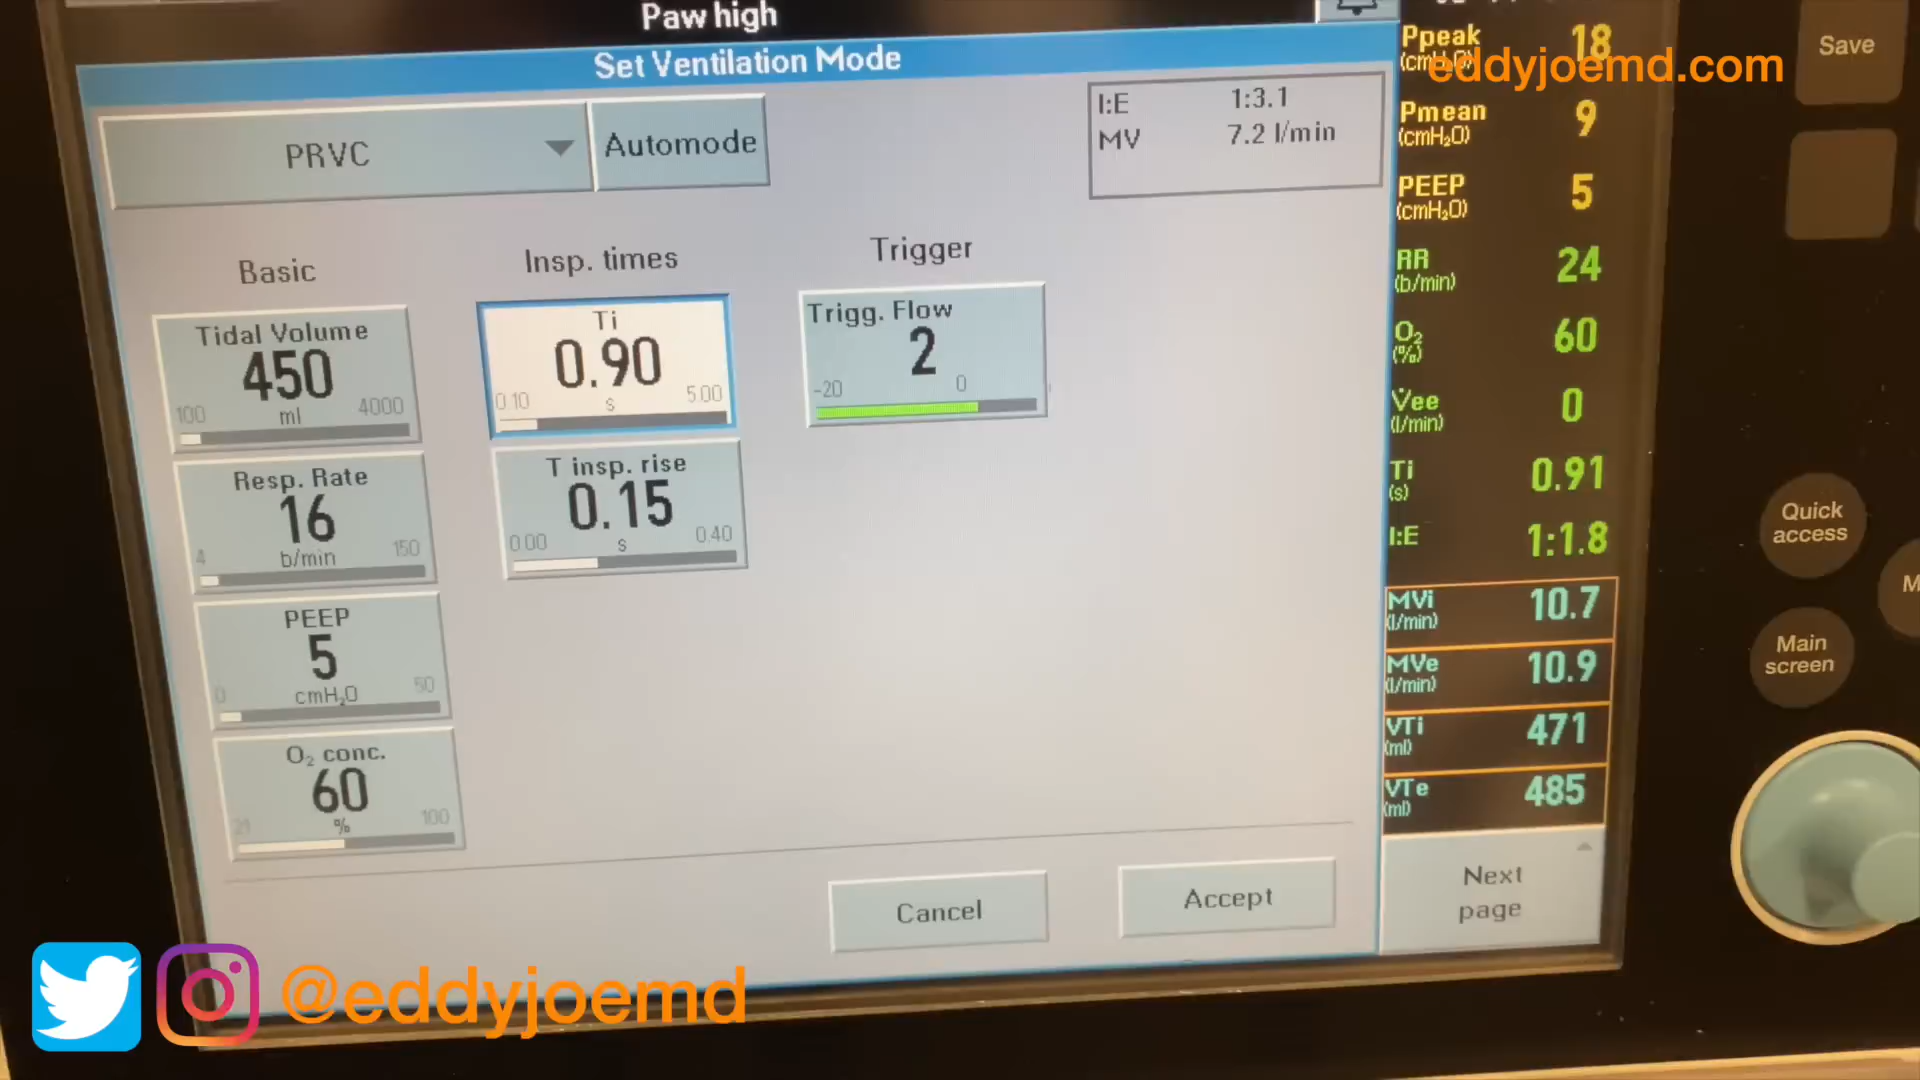 Paw high
Set Ventilation Mode
PRVC
Automode
I:E 1:3.1
MV 7.2 l/min
Basic
Insp. times
Trigger
Tidal Volume
450
100 ml 4000
Ti
0.90
0.10 s 5.00
Trigg. Flow
2
-20 0
Resp. Rate
16
4 b/min 150
T insp. rise
0.15
0.00 s 0.40
PEEP
5
0 cmH₂O 50
O₂ conc.
60
21 % 100
Cancel
Accept
Ppeak 18
eddyjoemd.com
Pmean 9
(cmH₂O)
PEEP 5
(cmH₂O)
RR 24
(b/min)
O₂ 60
(%)
V̇ee 0
(l/min)
Ti 0.91
(s)
I:E 1:1.8
MVi 10.7
(l/min)
MVe 10.9
(l/min)
VTi 471
(ml)
VTe 485
(ml)
Next
page
Save
Quick
access
Main
screen
@eddyjoemd